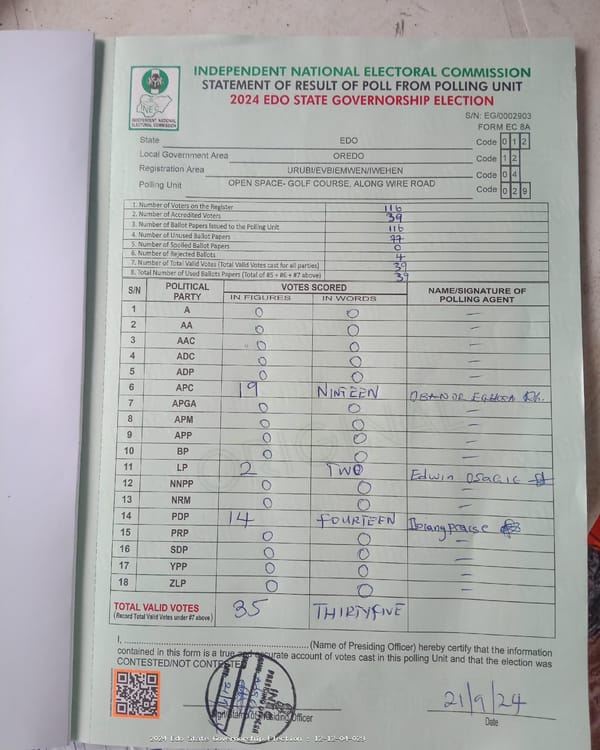 INDEPENDENT NATIONAL ELECTORAL COMMISSION
STATEMENT OF RESULT OF POLL FROM POLLING UNIT
2024 EDO STATE GOVERNORSHIP ELECTION
INEC
INDEPENDENT NATIONAL
ELECTORAL COMMISSION
S/N: EG/0002903
FORM EC 8A
State EDO Code 0 1 2
Local Government Area OREDO Code 1 2
Registration Area URUBI/EVBIEMWEN/IWEHEN Code 0 4
Polling Unit OPEN SPACE- GOLF COURSE, ALONG WIRE ROAD Code 0 2 9
1. Number of Voters on the Register 116
2. Number of Accredited Voters 39
3. Number of Ballot Papers Issued to the Polling Unit 116
4. Number of Unused Ballot Papers 77
5. Number of Spoiled Ballot Papers 0
6. Number of Rejected Ballots 4
7. Number of Total Valid Votes (Total Valid Votes cast for all parties) 39
8. Total Number of Used Ballots Papers (Total of #5 + #6 + #7 above) 39
S/N POLITICAL PARTY VOTES SCORED NAME/SIGNATURE OF POLLING AGENT
IN FIGURES IN WORDS
1 A 0 0 —
2 AA 0 0 —
3 AAC 0 0 —
4 ADC 0 0 —
5 ADP 0 0 —
6 APC 19 NINTEEN
7 APGA 0 0 —
8 APM 0 0 —
9 APP 0 0 —
10 BP 0 0 —
11 LP 2 TWO Edwin OSAGIE
12 NNPP 0 0 —
13 NRM 0 0 —
14 PDP 14 FOURTEEN
15 PRP 0 0 —
16 SDP 0 0 —
17 YPP 0 0 —
18 ZLP 0 0 —
TOTAL VALID VOTES 35 THIRTYFIVE
(Record Total Valid Votes under #7 above)
I, ........................ (Name of Presiding Officer) hereby certify that the information
contained in this form is a true and accurate account of votes cast in this polling Unit and that the election was
CONTESTED/NOT CONTESTED
21/9/24
Officer
Date
2024 Edo State Governorship Election : 12-12-04-029